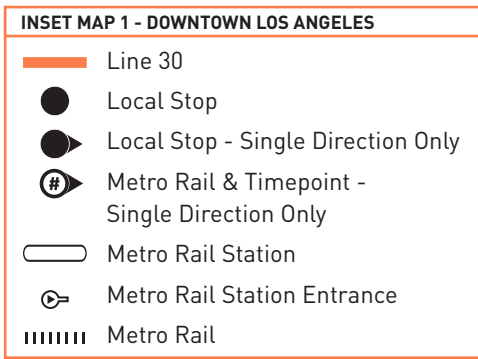 INSET MAP 1 - DOWNTOWN LOS ANGELES
Line 30
Local Stop
Local Stop - Single Direction Only
#
Metro Rail & Timepoint -
Single Direction Only
Metro Rail Station
Metro Rail Station Entrance
Metro Rail